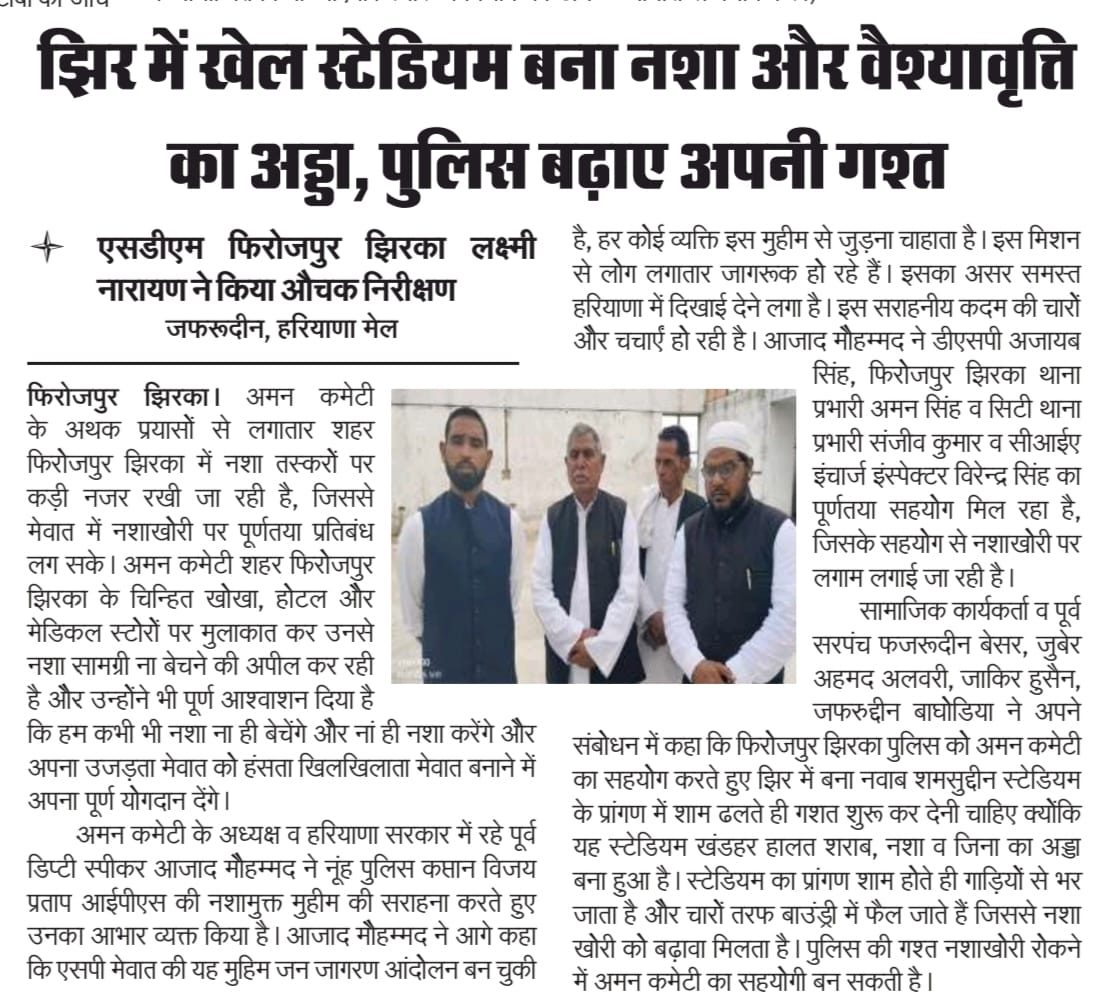 झिर में खेल स्टेडियम बना नशा और वैश्यावृत्ति
का अड्डा, पुलिस बढ़ाए अपनी गश्त
एसडीएम फिरोजपुर झिरका लक्ष्मी
नारायण ने किया औचक निरीक्षण
जफरूदीन, हरियाणा मेल
फिरोजपुर झिरका। अमन कमेटी
के अथक प्रयासों से लगातार शहर
फिरोजपुर झिरका में नशा तस्करों पर
कड़ी नजर रखी जा रही है, जिससे
मेवात में नशाखोरी पर पूर्णतया प्रतिबंध
लग सके। अमन कमेटी शहर फिरोजपुर
झिरका के चिन्हित खोखा, होटल और
मेडिकल स्टोरों पर मुलाकात कर उनसे
नशा सामग्री ना बेचने की अपील कर रही
है और उन्होंने भी पूर्ण आश्वाशन दिया है
कि हम कभी भी नशा ना ही बेचेंगे और नां ही नशा करेंगे और
अपना उजड़ता मेवात को हंसता खिलखिलाता मेवात बनाने में
अपना पूर्ण योगदान देंगे।
अमन कमेटी के अध्यक्ष व हरियाणा सरकार में रहे पूर्व
डिप्टी स्पीकर आजाद मौहम्मद ने नूंह पुलिस कप्तान विजय
प्रताप आईपीएस की नशामुक्त मुहीम की सराहना करते हुए
उनका आभार व्यक्त किया है। आजाद मौहम्मद ने आगे कहा
कि एसपी मेवात की यह मुहिम जन जागरण आंदोलन बन चुकी
है, हर कोई व्यक्ति इस मुहीम से जुड़ना चाहाता है। इस मिशन
से लोग लगातार जागरूक हो रहे हैं। इसका असर समस्त
हरियाणा में दिखाई देने लगा है। इस सराहनीय कदम की चारों
और चचाएँ हो रही है। आजाद मौहम्मद ने डीएसपी अजायब
सिंह, फिरोजपुर झिरका थाना
प्रभारी अमन सिंह व सिटी थाना
प्रभारी संजीव कुमार व सीआईए
इंचार्ज इंस्पेक्टर विरेन्द्र सिंह का
पूर्णतया सहयोग मिल रहा है,
जिसके सहयोग से नशाखोरी पर
लगाम लगाई जा रही है।
सामाजिक कार्यकर्ता व पूर्व
सरपंच फजरूदीन बेसर, जुबेर
अहमद अलवरी, जाकिर हुसैन,
जफरुद्दीन बाघोडिया ने अपने
संबोधन में कहा कि फिरोजपुर झिरका पुलिस को अमन कमेटी
का सहयोग करते हुए झिर में बना नवाब शमसुद्दीन स्टेडियम
के प्रांगण में शाम ढलते ही गशत शुरू कर देनी चाहिए क्योंकि
यह स्टेडियम खंडहर हालत शराब, नशा व जिना का अड्डा
बना हुआ है। स्टेडियम का प्रांगण शाम होते ही गाड़ियों से भर
जाता है और चारों तरफ बाउंड्री में फैल जाते हैं जिससे नशा
खोरी को बढ़ावा मिलता है। पुलिस की गश्त नशाखोरी रोकने
में अमन कमेटी का सहयोगी बन सकती है।